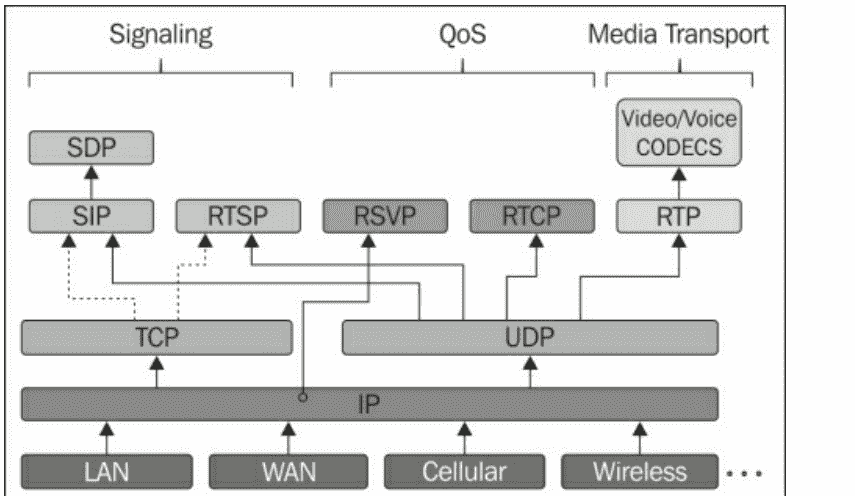 Signaling
QoS
Media Transport
Video/Voice
CODECS
SDP
SIP
RTSP
RSVP
RTCP
RTP
TCP
UDP
IP
LAN
WAN
Cellular
Wireless
...